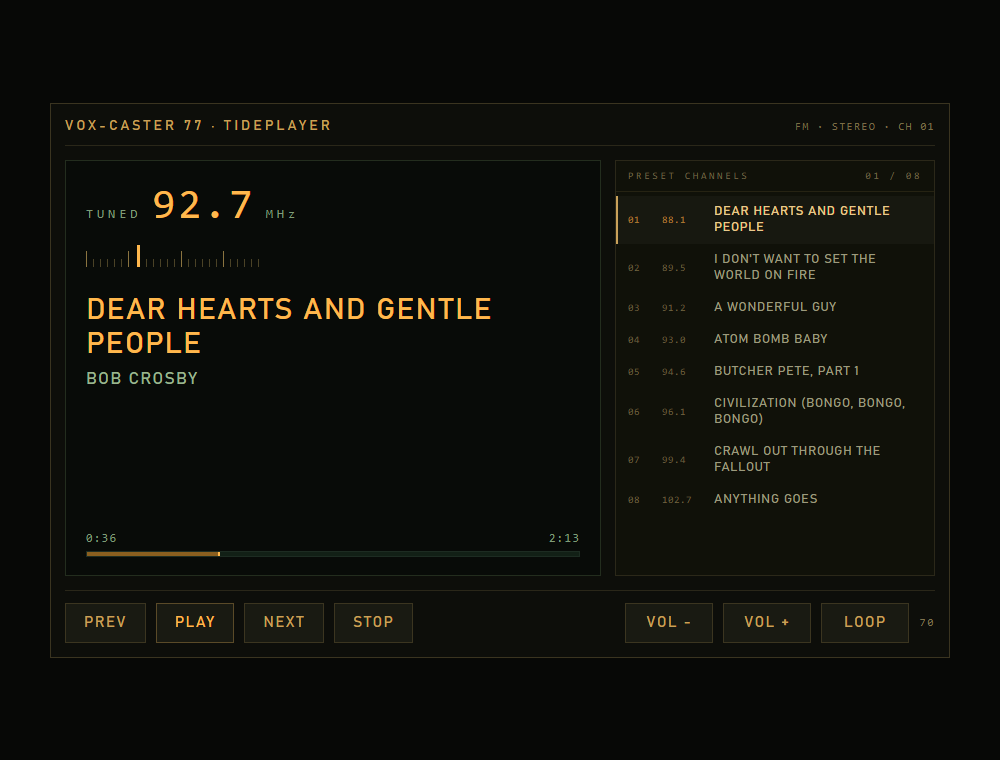 VOX-CASTER 77 · TIDEPLAYER
FM · STEREO · CH 01
TUNED 92.7 MHz
DEAR HEARTS AND GENTLE
PEOPLE
BOB CROSBY
0:36 2:13
PRESET CHANNELS 01 / 08
01 88.1 DEAR HEARTS AND GENTLE
PEOPLE
02 89.5 I DON'T WANT TO SET THE
WORLD ON FIRE
03 91.2 A WONDERFUL GUY
04 93.0 ATOM BOMB BABY
05 94.6 BUTCHER PETE, PART 1
06 96.1 CIVILIZATION (BONGO, BONGO,
BONGO)
07 99.4 CRAWL OUT THROUGH THE
FALLOUT
08 102.7 ANYTHING GOES
PREV PLAY NEXT STOP VOL - VOL + LOOP 70